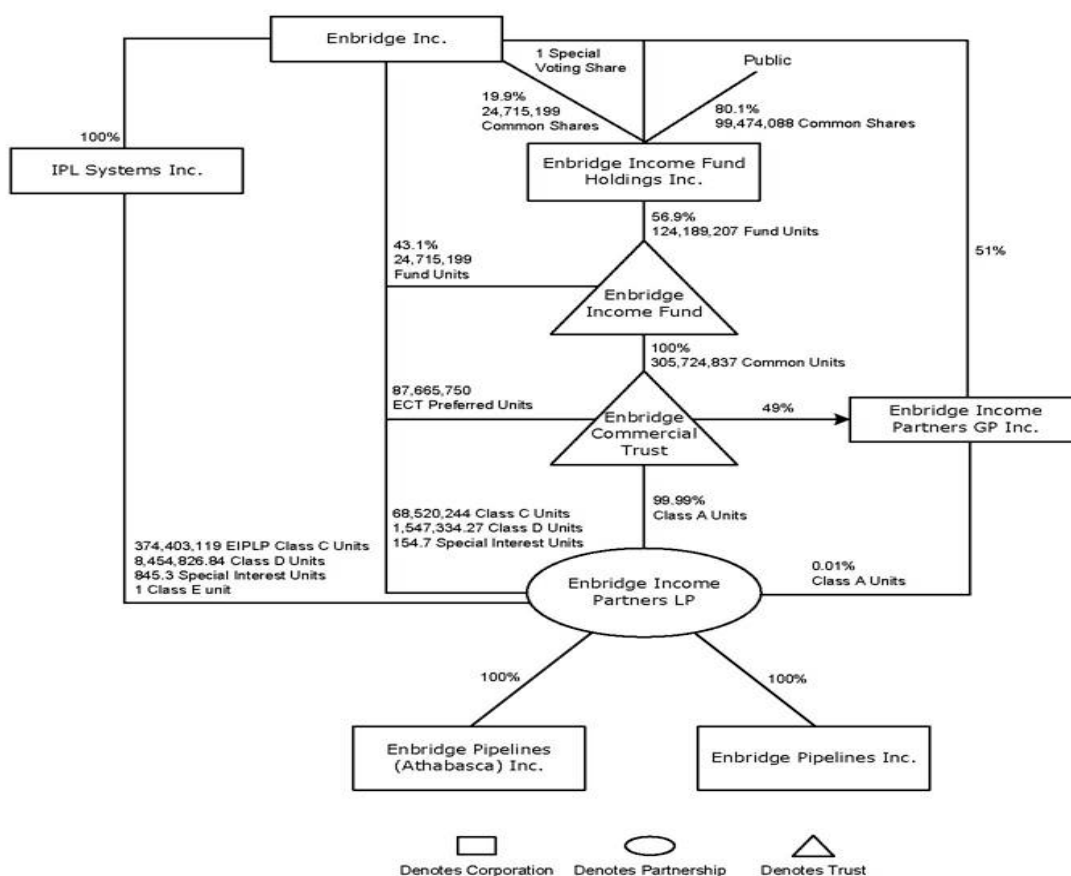 Enbridge Inc.
1 Special
Voting Share
Public
19.9%
24,715,199
Common Shares
80.1%
99,474,088 Common Shares
100%
IPL Systems Inc.
Enbridge Income Fund
Holdings Inc.
56.9%
124,189,207 Fund Units
43.1%
24,715,199
Fund Units
51%
Enbridge
Income Fund
100%
305,724,837 Common Units
87,665,750
ECT Preferred Units
Enbridge
Commercial
Trust
49%
Enbridge Income
Partners GP Inc.
99.99%
Class A Units
68,520,244 Class C Units
1,547,334.27 Class D Units
154.7 Special Interest Units
374,403,119 EIPLP Class C Units
8,454,826.84 Class D Units
845.3 Special Interest Units
1 Class E unit
Enbridge Income
Partners LP
0.01%
Class A Units
100%
100%
Enbridge Pipelines
(Athabasca) Inc.
Enbridge Pipelines Inc.
Denotes Corporation
Denotes Partnership
Denotes Trust